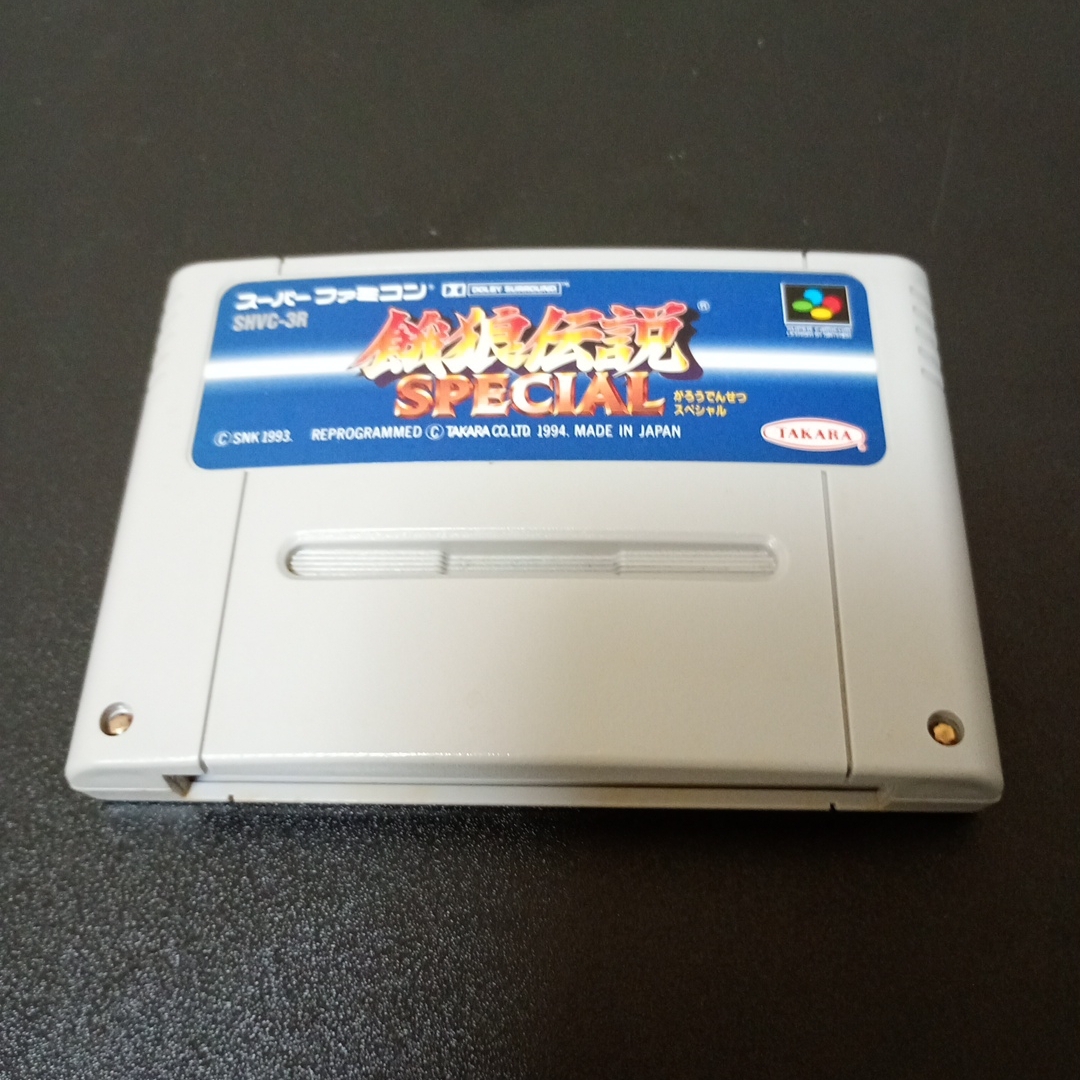 スーパーファミコン DOLBY SURROUND
SHVC-3R
餓狼伝説®
SPECIAL
がろうでんせつ
スペシャル
©SNK 1993. REPROGRAMMED © TAKARA CO.,LTD. 1994. MADE IN JAPAN
TAKARA